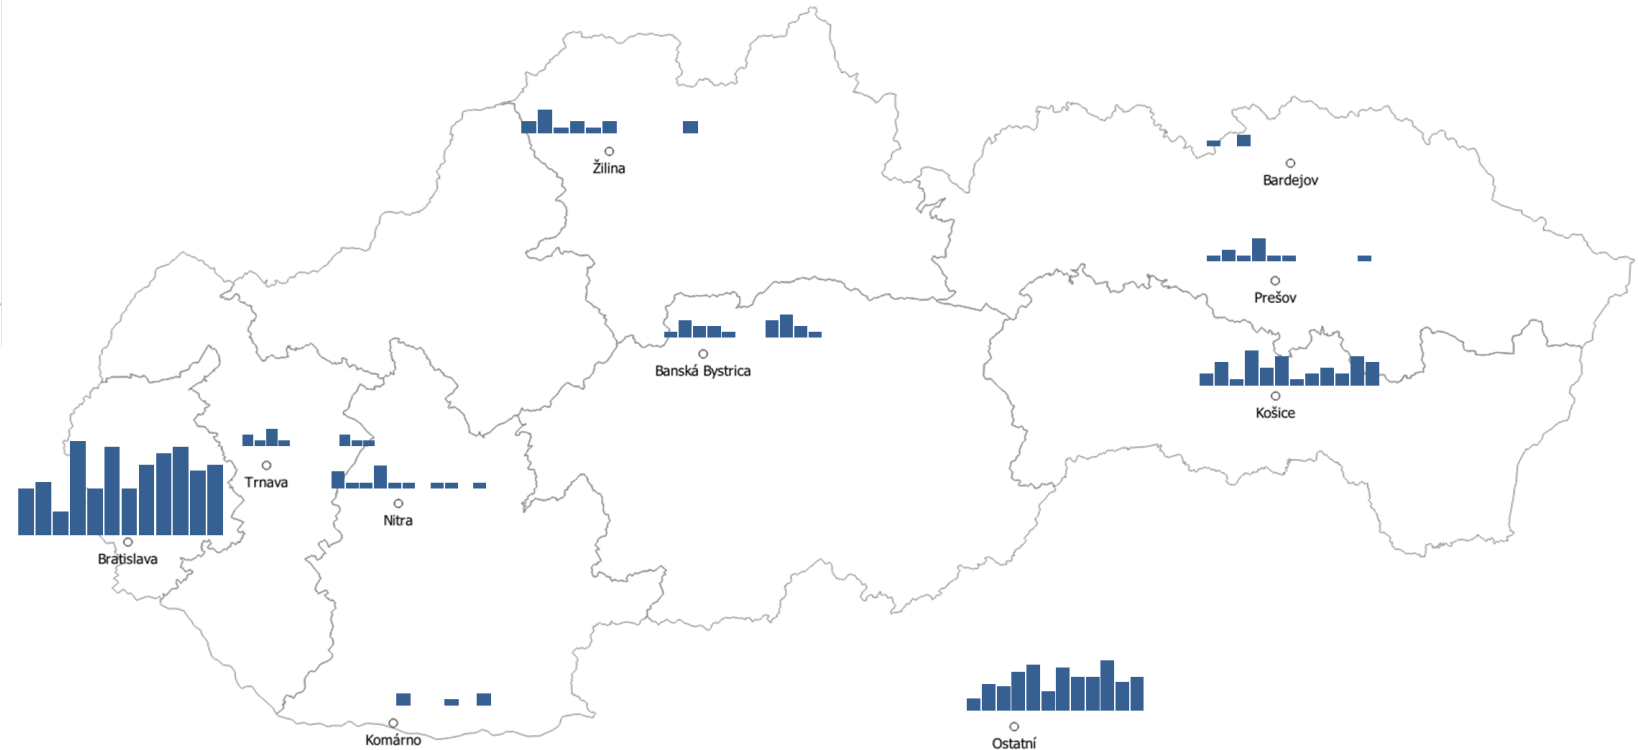 Žilina
Bardejov
Prešov
Banská Bystrica
Košice
Trnava
Nitra
Bratislava
Komárno
Ostatní